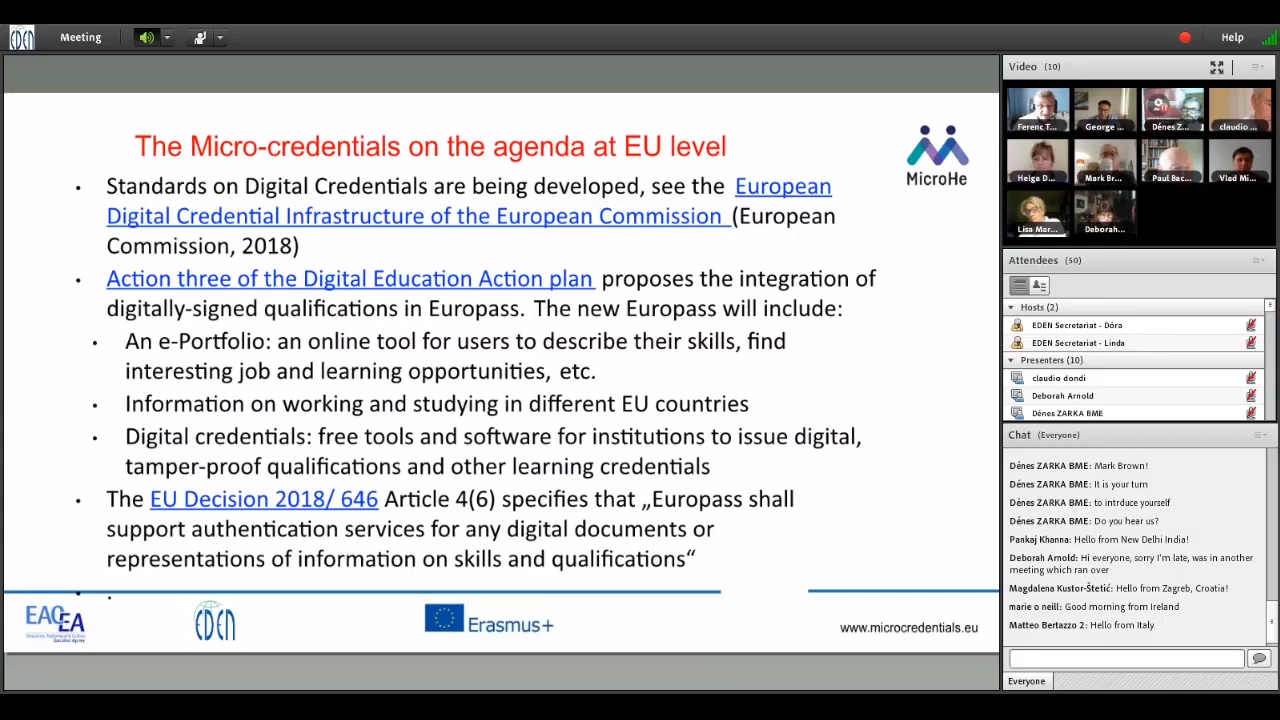 EDEN
Meeting
Help
The Micro-credentials on the agenda at EU level
MicroHe
• Standards on Digital Credentials are being developed, see the European
Digital Credential Infrastructure of the European Commission (European
Commission, 2018)
• Action three of the Digital Education Action plan proposes the integration of
digitally-signed qualifications in Europass. The new Europass will include:
• An e-Portfolio: an online tool for users to describe their skills, find
interesting job and learning opportunities, etc.
• Information on working and studying in different EU countries
• Digital credentials: free tools and software for institutions to issue digital,
tamper-proof qualifications and other learning credentials
• The EU Decision 2018/ 646 Article 4(6) specifies that „Europass shall
support authentication services for any digital documents or
representations of information on skills and qualifications“
• .
EACEA
EDEN
Erasmus+
www.microcredentials.eu
Video (10)
Ferenc T...
George ...
Dénes Z...
claudio ...
Helga D...
Mark Br...
Paul Bac...
Vlad Mi...
Lisa Mar...
Deborah...
Attendees (50)
Hosts (2)
EDEN Secretariat - Dóra
EDEN Secretariat - Linda
Presenters (10)
claudio dondi
Deborah Arnold
Dénes ZARKA BME
Chat (Everyone)
Dénes ZARKA BME: Mark Brown!
Dénes ZARKA BME: It is your turn
Dénes ZARKA BME: to intrduce yourself
Dénes ZARKA BME: Do you hear us?
Pankaj Khanna: Hello from New Delhi India!
Deborah Arnold: Hi everyone, sorry I'm late, was in another
meeting which ran over
Magdalena Kustor-Štetić: Hello from Zagreb, Croatia!
marie o neill: Good morning from Ireland
Matteo Bertazzo 2: Hello from Italy
Everyone